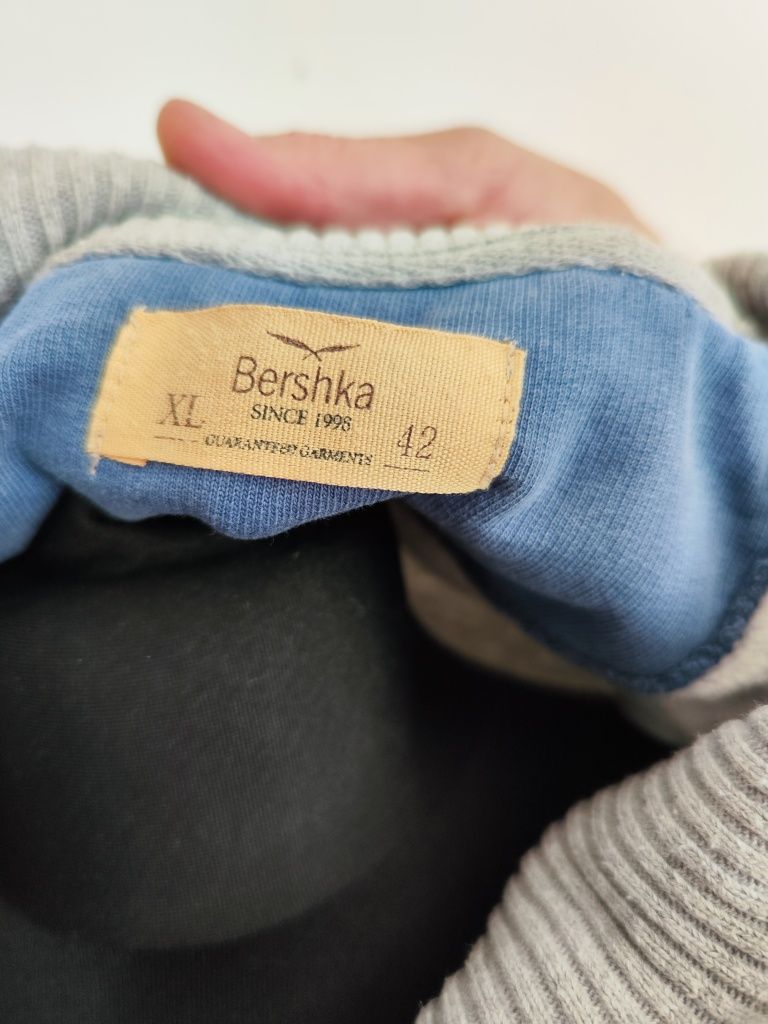 Bershka
XL SINCE 1998 42
GUARANTEED GARMENTS